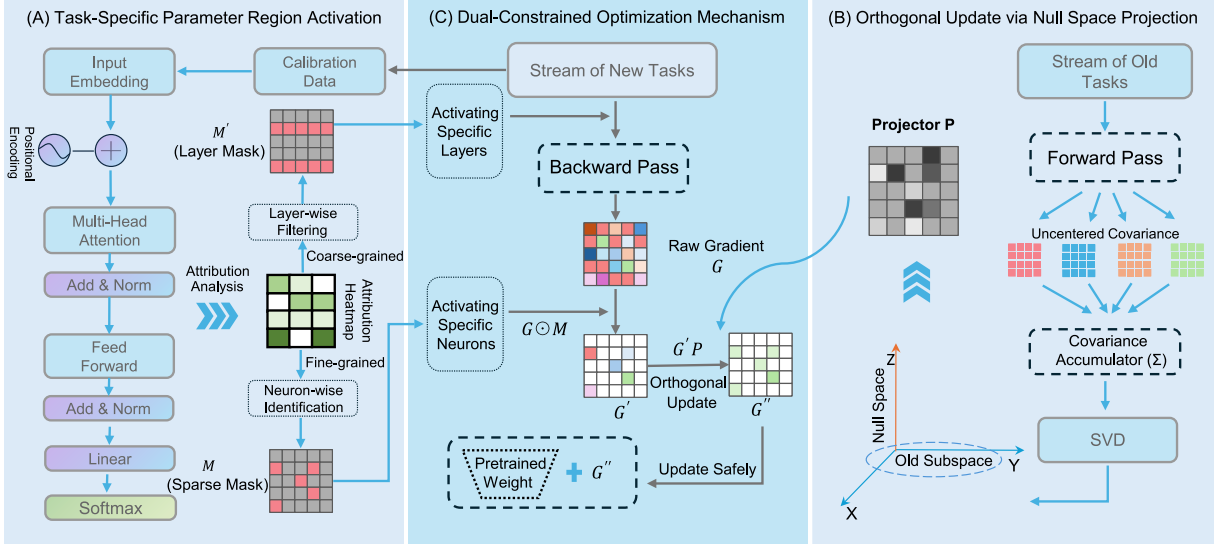 (A) Task-Specific Parameter Region Activation
Input
Embedding
Calibration
Data
Positional
Encoding
M′
(Layer Mask)
Multi-Head
Attention
Layer-wise
Filtering
Coarse-grained
Add & Norm
Attribution
Analysis
Attribution
Heatmap
Feed
Forward
Fine-grained
Neuron-wise
Identification
Add & Norm
Linear
M
(Sparse Mask)
Softmax
(C) Dual-Constrained Optimization Mechanism
Stream of New Tasks
Activating
Specific
Layers
Backward Pass
Raw Gradient
G
Activating
Specific
Neurons
G⊙M
G′P
Orthogonal
Update
G′
G′′
Pretrained
Weight
+ G′′
Update Safely
(B) Orthogonal Update via Null Space Projection
Stream of Old
Tasks
Projector P
Forward Pass
Uncentered Covariance
Covariance
Accumulator (Σ)
Z
Null Space
Old Subspace
Y
X
SVD